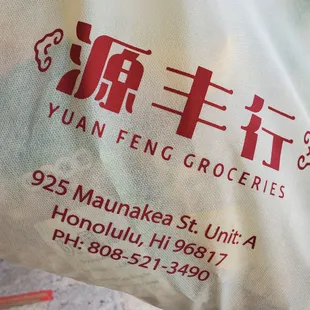 源丰行
YUAN FENG GROCERIES
925 Maunakea St. Unit: A
Honolulu, Hi 96817
PH: 808-521-3490